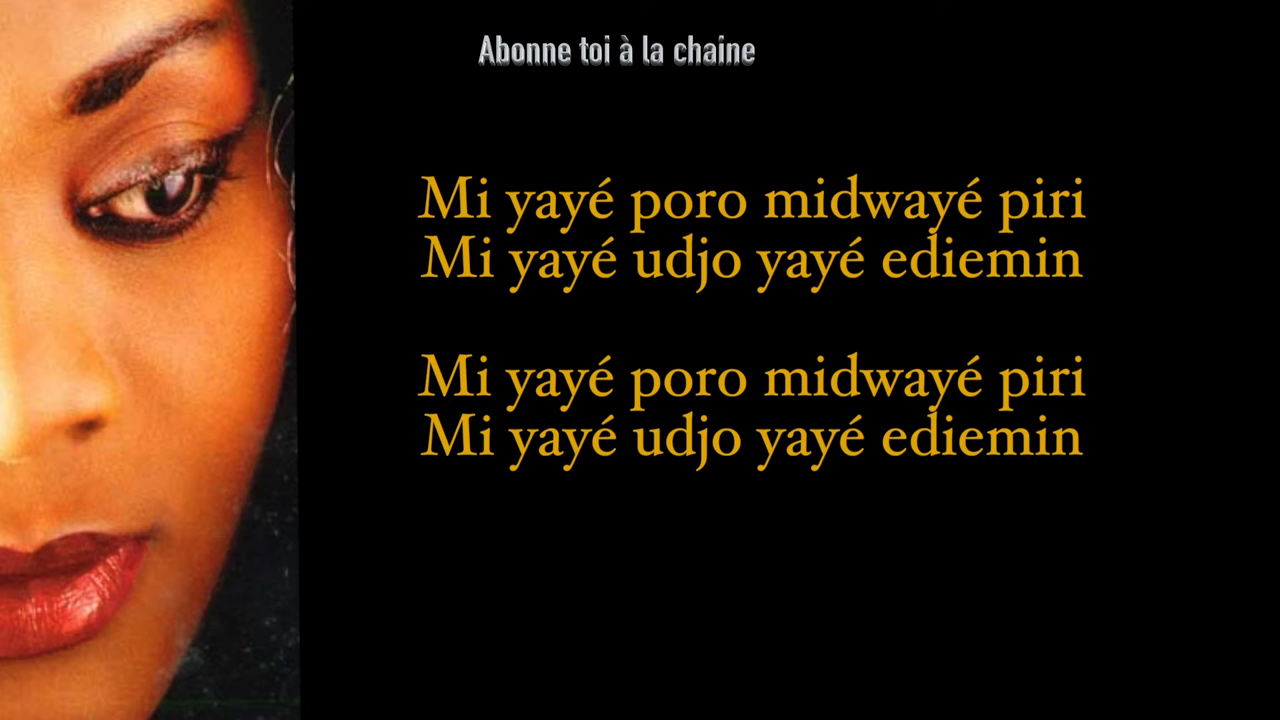 Abonne toi à la chaine
Mi yayé poro midwayé piri
Mi yayé udjo yayé ediemin
Mi yayé poro midwayé piri
Mi yayé udjo yayé ediemin